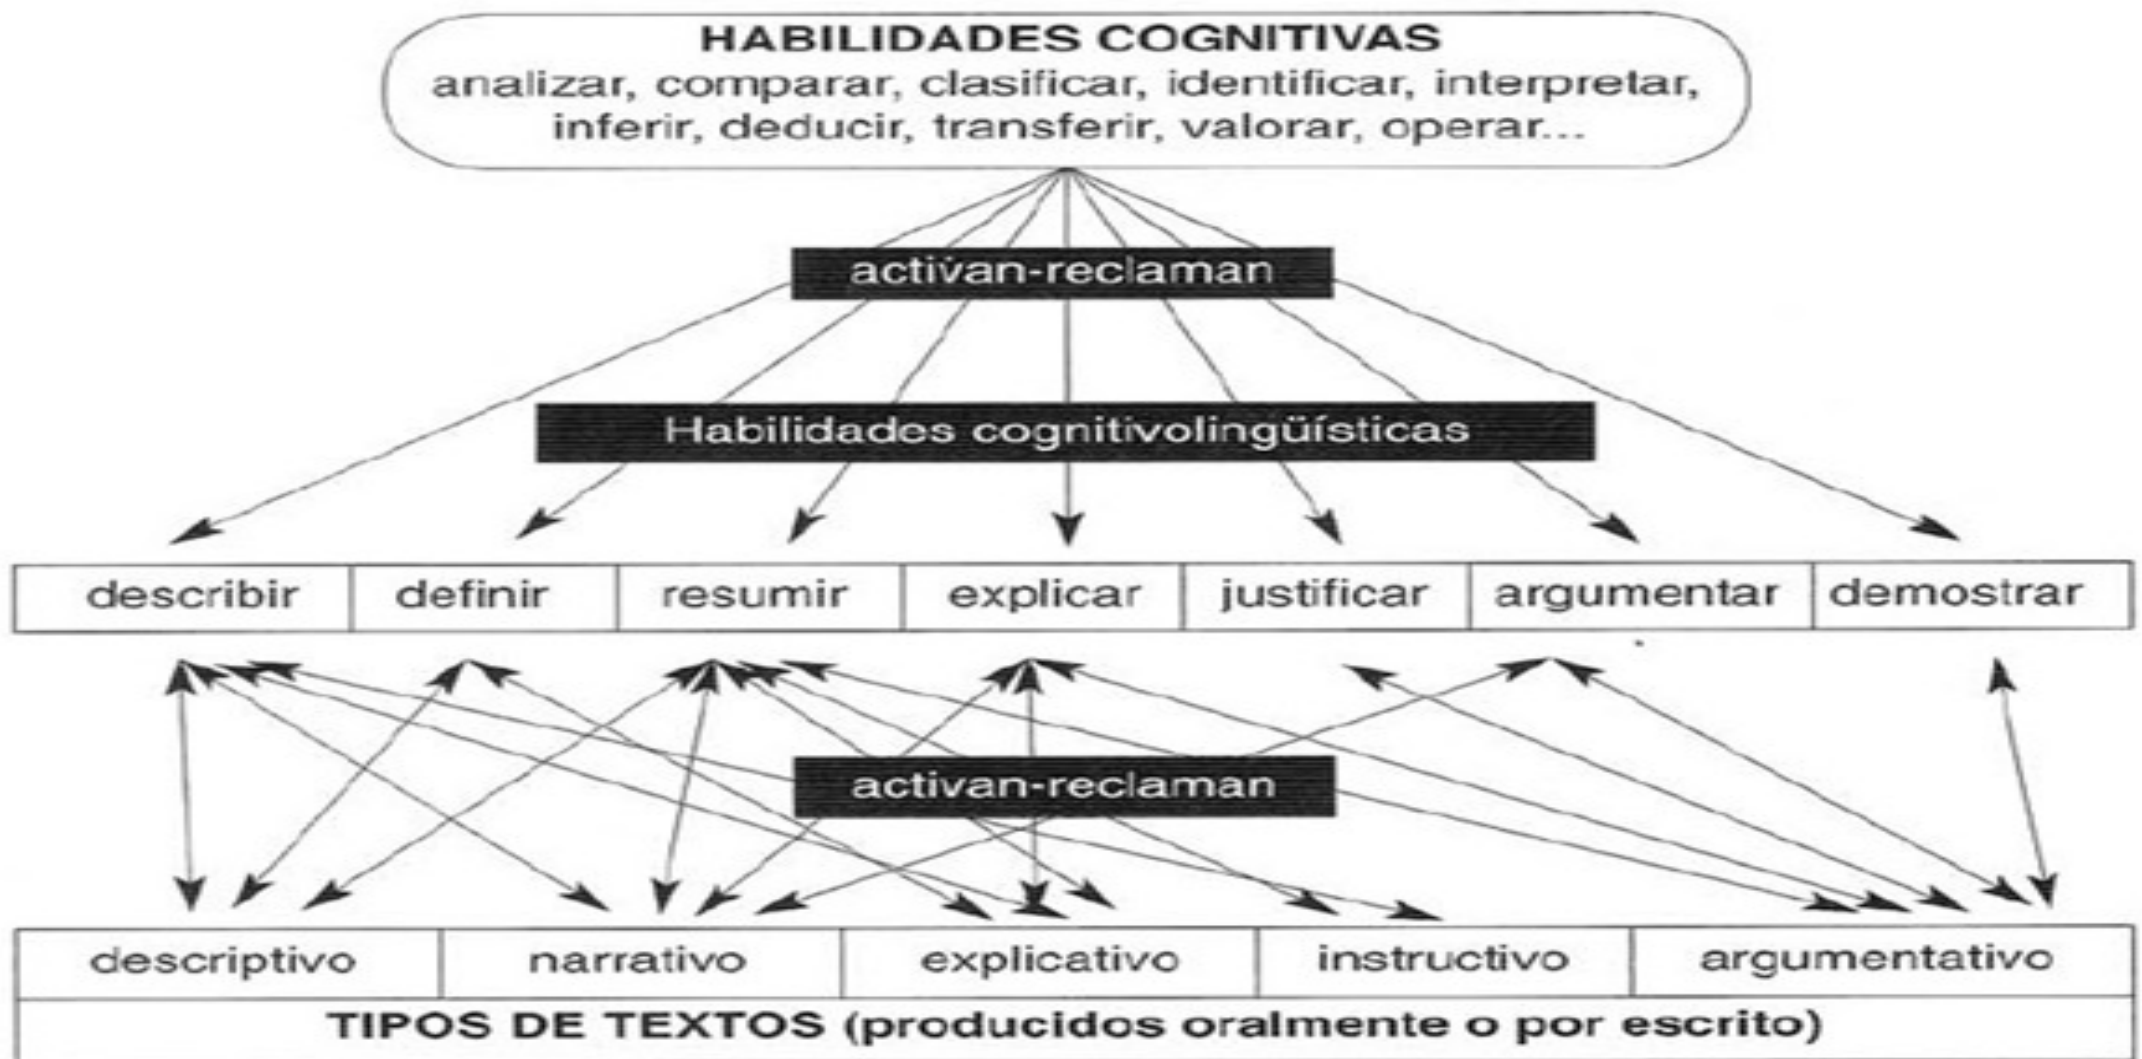 HABILIDADES COGNITIVAS
analizar, comparar, clasificar, identificar, interpretar,
inferir, deducir, transferir, valorar, operar...
activan-reclaman
Habilidades cognitivolingüísticas
describir definir resumir explicar justificar argumentar demostrar
activan-reclaman
descriptivo narrativo explicativo instructivo argumentativo
TIPOS DE TEXTOS (producidos oralmente o por escrito)